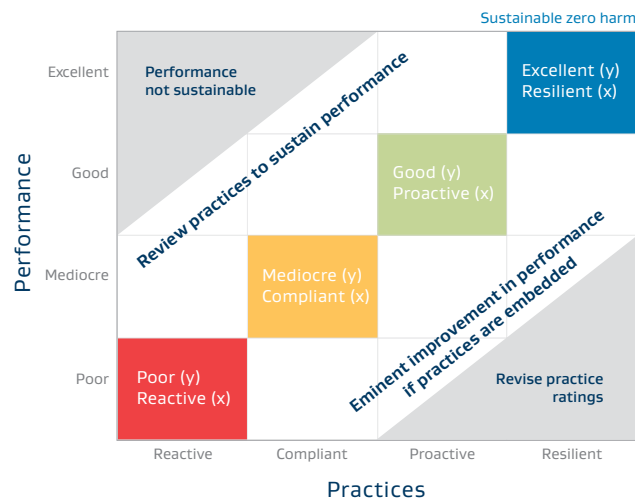 Sustainable zero harm
Performance
Excellent
Good
Mediocre
Poor
Performance
not sustainable
Review practices to sustain performance
Excellent (y)
Resilient (x)
Good (y)
Proactive (x)
Mediocre (y)
Compliant (x)
Poor (y)
Reactive (x)
Eminent improvement in performance
if practices are embedded
Revise practice
ratings
Reactive
Compliant
Proactive
Resilient
Practices